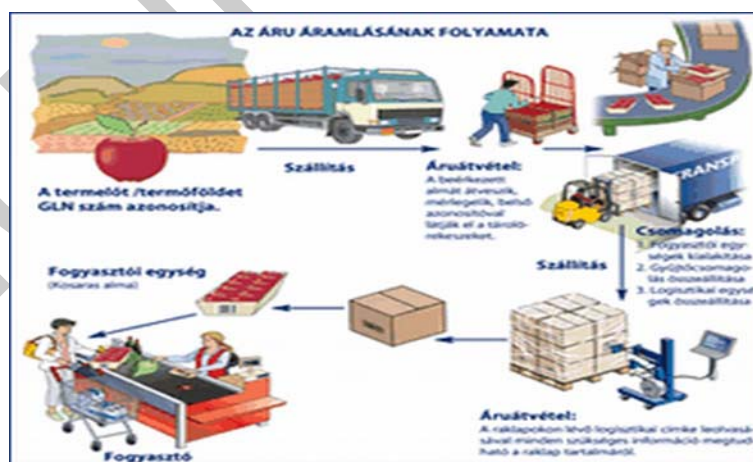 AZ ÁRU ÁRAMLÁSÁNAK FOLYAMATA
A termelőt /termőföldet
GLN szám azonosítja.
Szállítás
Áruátvétel:
A beérkezett
almát átveszik,
mérlegelik, belső
azonosítóval
látják el a tároló-
rekeszeket.
TRANSP
Csomagolás:
1. Fogyasztói egy-
ségek kialakítása
2. Gyűjtőcsomago-
lás összeállítása
3. Logisztikai egysé-
gek összeállítása
Szállítás
Fogyasztói egység
(Kosaras alma)
Áruátvétel:
A raklapokon lévő logisztikai címke leolvasá-
sával minden szükséges információ megtud-
ható a raklap tartalmáról.
Fogyasztó